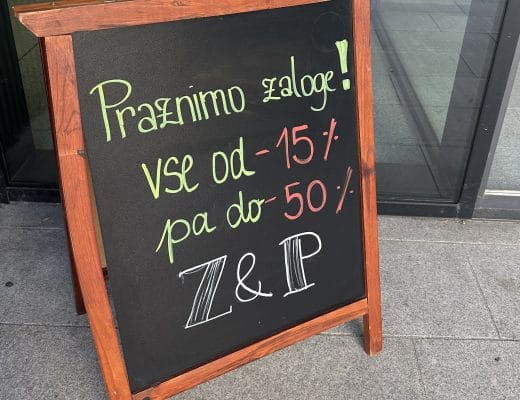 Praznimo zaloge!
vse od -15%
pa do -50%
Z&P